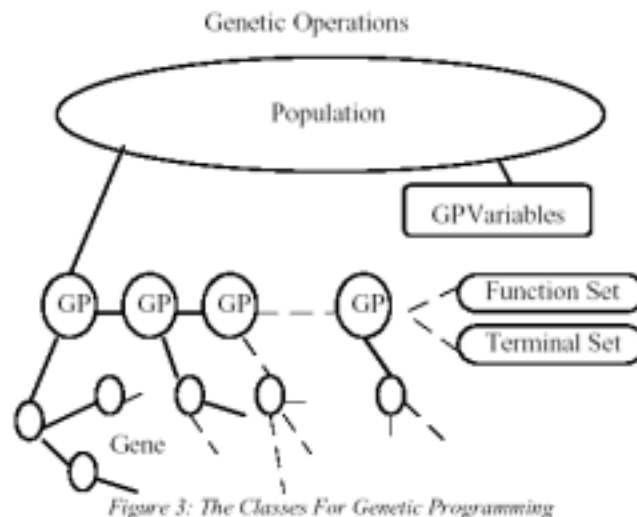 Genetic Operations
Population
GPVariables
GP GP GP GP
Function Set
Terminal Set
Gene
Figure 3: The Classes For Genetic Programming